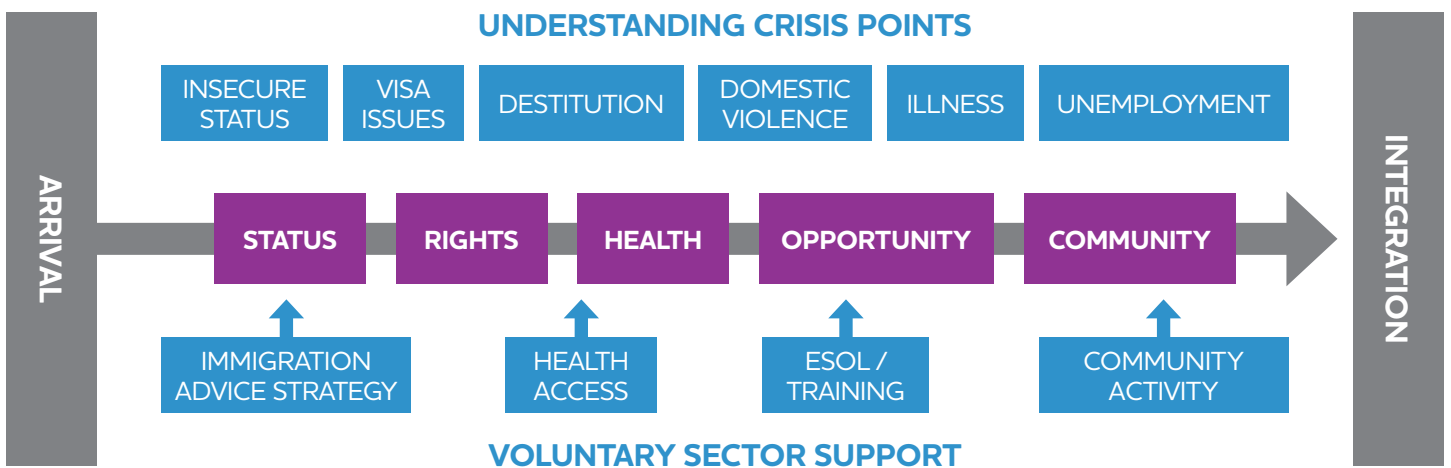 UNDERSTANDING CRISIS POINTS
INSECURE
STATUS
VISA
ISSUES
DESTITUTION
DOMESTIC
VIOLENCE
ILLNESS
UNEMPLOYMENT
ARRIVAL
STATUS
RIGHTS
HEALTH
OPPORTUNITY
COMMUNITY
INTEGRATION
IMMIGRATION
ADVICE STRATEGY
HEALTH
ACCESS
ESOL /
TRAINING
COMMUNITY
ACTIVITY
VOLUNTARY SECTOR SUPPORT